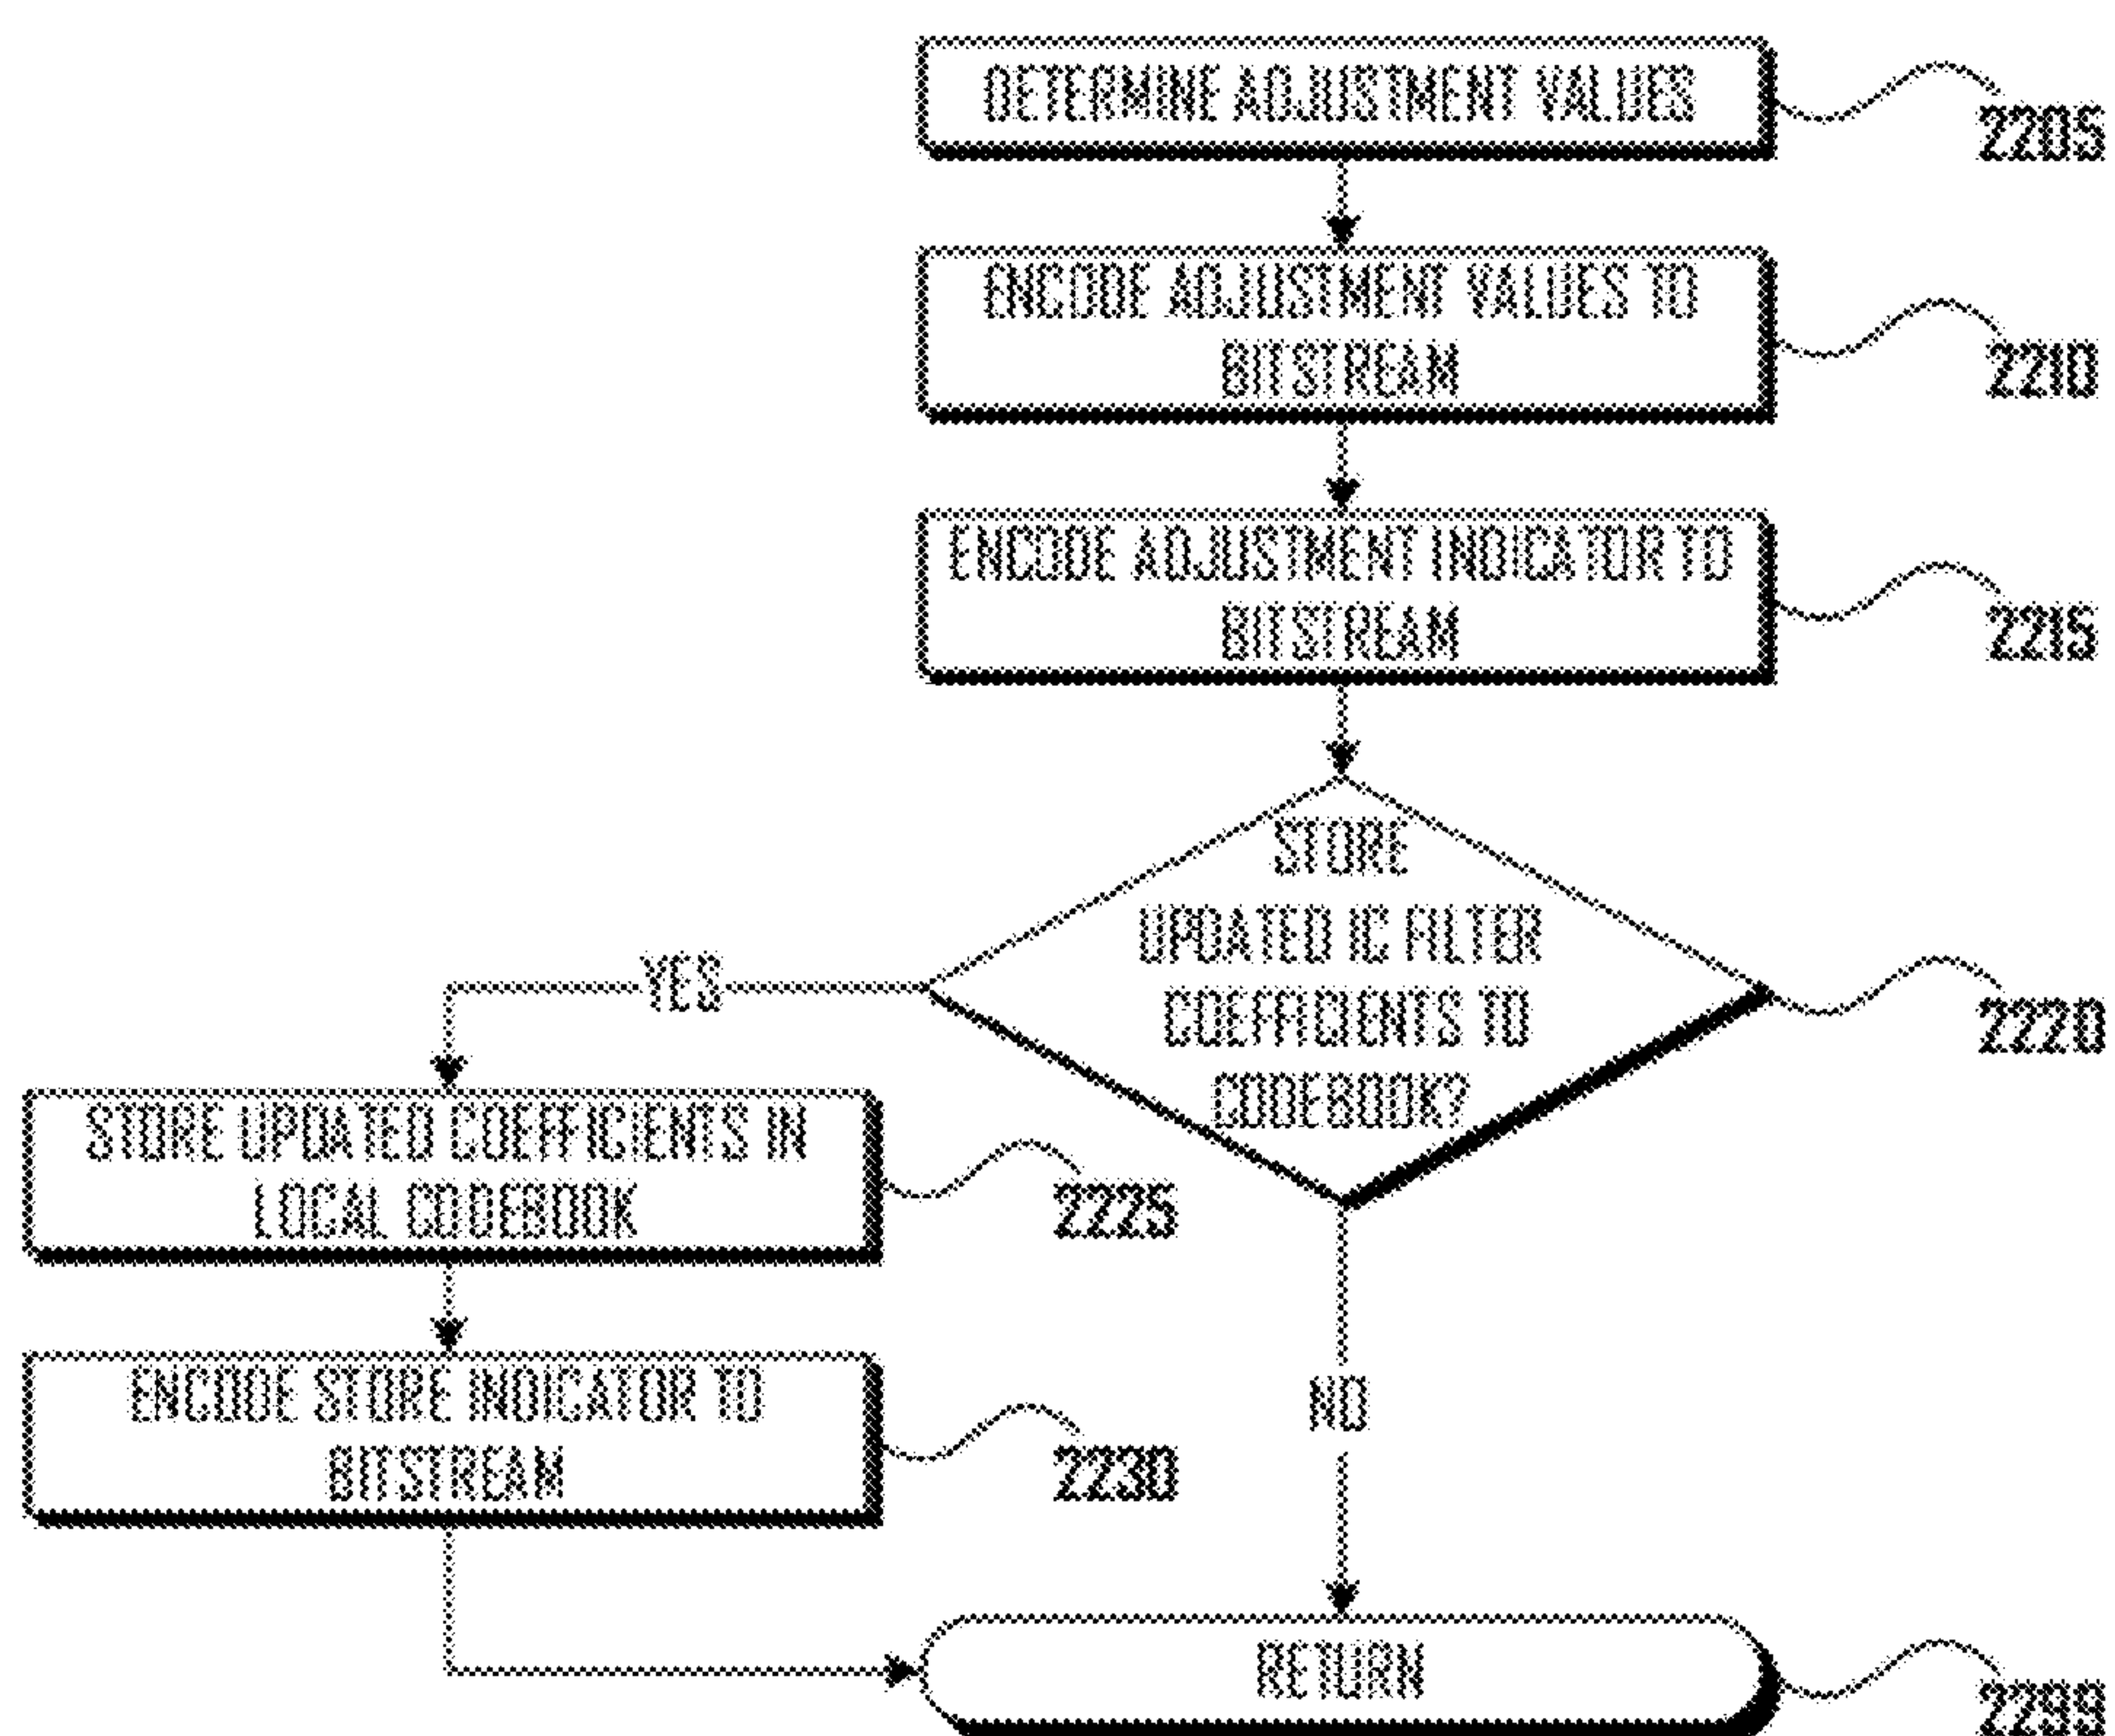 DETERMINE ADJUSTMENT VALUES
2205
ENCODE ADJUSTMENT VALUES TO
BITSTREAM
2210
ENCODE ADJUSTMENT INDICATOR TO
BITSTREAM
2215
STORE
UPDATED IC FILTER
COEFFICIENTS TO
CODEBOOK?
2220
YES
STORE UPDATED COEFFICIENTS IN
LOCAL CODEBOOK
2225
ENCODE STORE INDICATOR TO
BITSTREAM
2230
NO
RETURN
2299